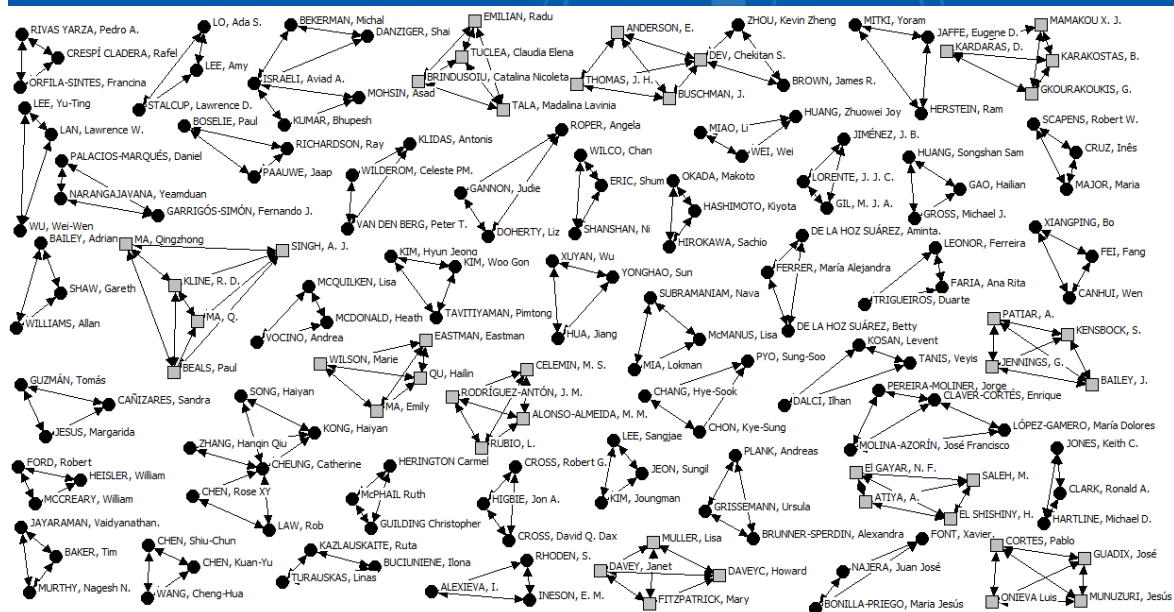 RIVAS YARZA, Pedro A.
CRESPÍ CLADERA, Rafel
ORFILA-SINTES, Francina
LO, Ada S.
LEE, Amy
STALCUP, Lawrence D.
BEKERMAN, Michal
DANZIGER, Shai
ISRAELI, Aviad A.
MOHSIN, Asad
KUMAR, Bhupesh
EMILIAN, Radu
TUCLEA, Claudia Elena
BRINDUSOIU, Catalina Nicoleta
TALA, Madalina Lavinia
ANDERSON, E.
THOMAS, J. H.
BUSCHMAN, J.
ZHOU, Kevin Zheng
DEV, Chekitan S.
BROWN, James R.
MITKI, Yoram
JAFFE, Eugene D.
HERSTEIN, Ram
MAMAKOU X. J.
KARDARAS, D.
KARAKOSTAS, B.
GKOURAKOUKIS, G.
LEE, Yu-Ting
LAN, Lawrence W.
WU, Wei-Wen
PALACIOS-MARQUÉS, Daniel
NARANGAJAVANA, Yeamduan
GARRIGÓS-SIMÓN, Fernando J.
BOSELIE, Paul
RICHARDSON, Ray
PAAUWE, Jaap
KLIDAS, Antonis
WILDEROM, Celeste PM.
VAN DEN BERG, Peter T.
ROPER, Angela
GANNON, Judie
DOHERTY, Liz
WILCO, Chan
ERIC, Shum
SHANSHAN, Ni
MIAO, Li
HUANG, Zhuowei Joy
WEI, Wei
OKADA, Makoto
HASHIMOTO, Kiyota
HIROKAWA, Sachio
JIMÉNEZ, J. B.
LORENTE, J. J. C.
GIL, M. J. A.
HUANG, Songshan Sam
GAO, Hailian
GROSS, Michael J.
SCAPENS, Robert W.
CRUZ, Inês
MAJOR, Maria
BAILEY, Adrian
SHAW, Gareth
WILLIAMS, Allan
MA, Qingzhong
SINGH, A. J.
KLINE, R. D.
MA, Q.
BEALS, Paul
MCQUILKEN, Lisa
MCDONALD, Heath
VOCINO, Andrea
KIM, Hyun Jeong
KIM, Woo Gon
TAVITIYAMAN, Pimtong
XUYAN, Wu
YONGHAO, Sun
HUA, Jiang
SUBRAMANIAM, Nava
McMANUS, Lisa
MIA, Lokman
DE LA HOZ SUÁREZ, Aminta.
FERRER, María Alejandra
DE LA HOZ SUÁREZ, Betty
LEONOR, Ferreira
FARIA, Ana Rita
TRIGUEIROS, Duarte
XIANGPING, Bo
FEI, Fang
CANHUI, Wen
PATIAR, A.
KENSBOCK, S.
JENNINGS, G.
BAILEY, J.
GUZMÁN, Tomás
CAÑIZARES, Sandra
JESUS, Margarida
SONG, Haiyan
KONG, Haiyan
ZHANG, Hanqin Qiu
CHEUNG, Catherine
CHEN, Rose XY
LAW, Rob
EASTMAN, Eastman
WILSON, Marie
QU, Hailin
MA, Emily
CELEMIN, M. S.
RODRÍGUEZ-ANTÓN, J. M.
ALONSO-ALMEIDA, M. M.
RUBIO, L.
PYO, Sung-Soo
CHANG, Hye-Sook
CHON, Kye-Sung
KOSAN, Levent
TANIS, Veyis
DALCI, Ilhan
PEREIRA-MOLINER, Jorge
CLAVER-CORTÉS, Enrique
LÓPEZ-GAMERO, María Dolores
MOLINA-AZORÍN, José Francisco
FORD, Robert
HEISLER, William
MCCREARY, William
HERINGTON Carmel
McPHAIL Ruth
GUILDING Christopher
CROSS, Robert G.
HIGBIE, Jon A.
CROSS, David Q. Dax
LEE, Sangjae
JEON, Sungil
KIM, Joungman
PLANK, Andreas
GRISSEMANN, Ursula
BRUNNER-SPERDIN, Alexandra
El GAYAR, N. F.
SALEH, M.
ATIYA, A.
EL SHISHINY, H.
JONES, Keith C.
CLARK, Ronald A.
HARTLINE, Michael D.
JAYARAMAN, Vaidyanathan.
BAKER, Tim
MURTHY, Nagesh N.
CHEN, Shiu-Chun
CHEN, Kuan-Yu
WANG, Cheng-Hua
KAZLAUSKAITE, Ruta
BUCIUNIENE, Ilona
TURAUSKAS, Linas
RHODEN, S.
ALEXIEVA, I.
INESON, E. M.
MULLER, Lisa
DAVEY, Janet
DAVEYC, Howard
FITZPATRICK, Mary
FONT, Xavier
NAJERA, Juan José
BONILLA-PRIEGO, Maria Jesús
CORTES, Pablo
GUADIX, José
ONIEVA Luis
MUNUZURI, Jesús